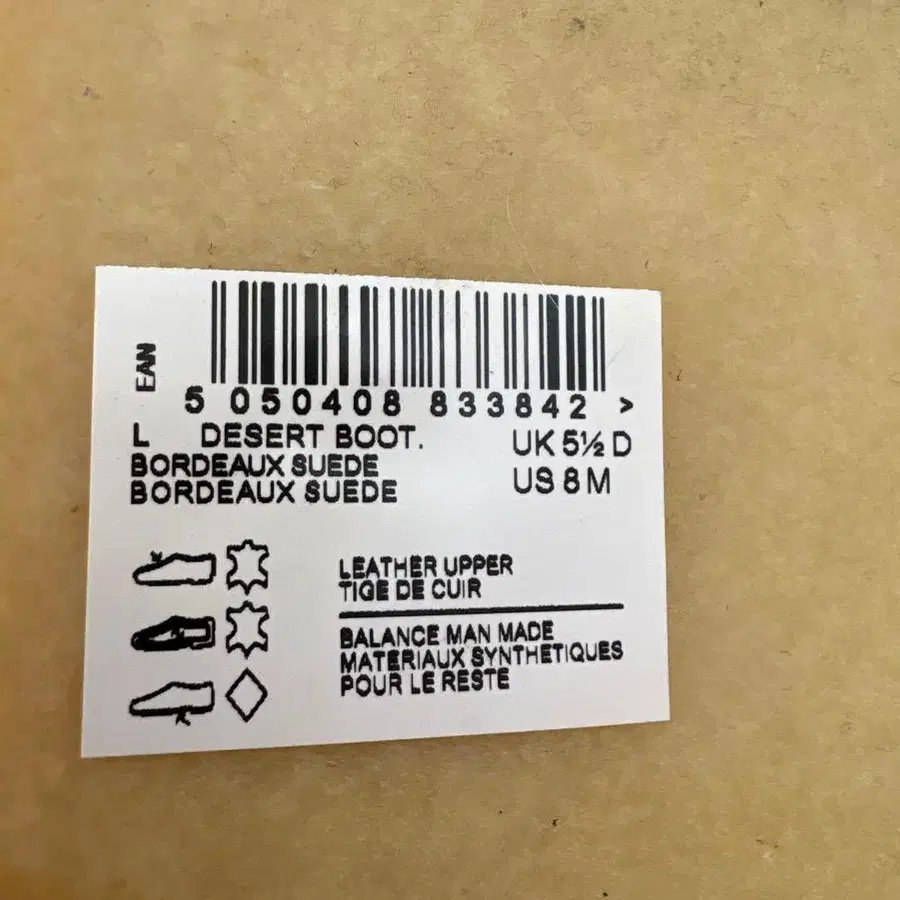 EAN
5 050408 833842 >
L DESERT BOOT. UK 5½ D
BORDEAUX SUEDE
BORDEAUX SUEDE US 8 M
LEATHER UPPER
TIGE DE CUIR
BALANCE MAN MADE
MATERIAUX SYNTHETIQUES
POUR LE RESTE